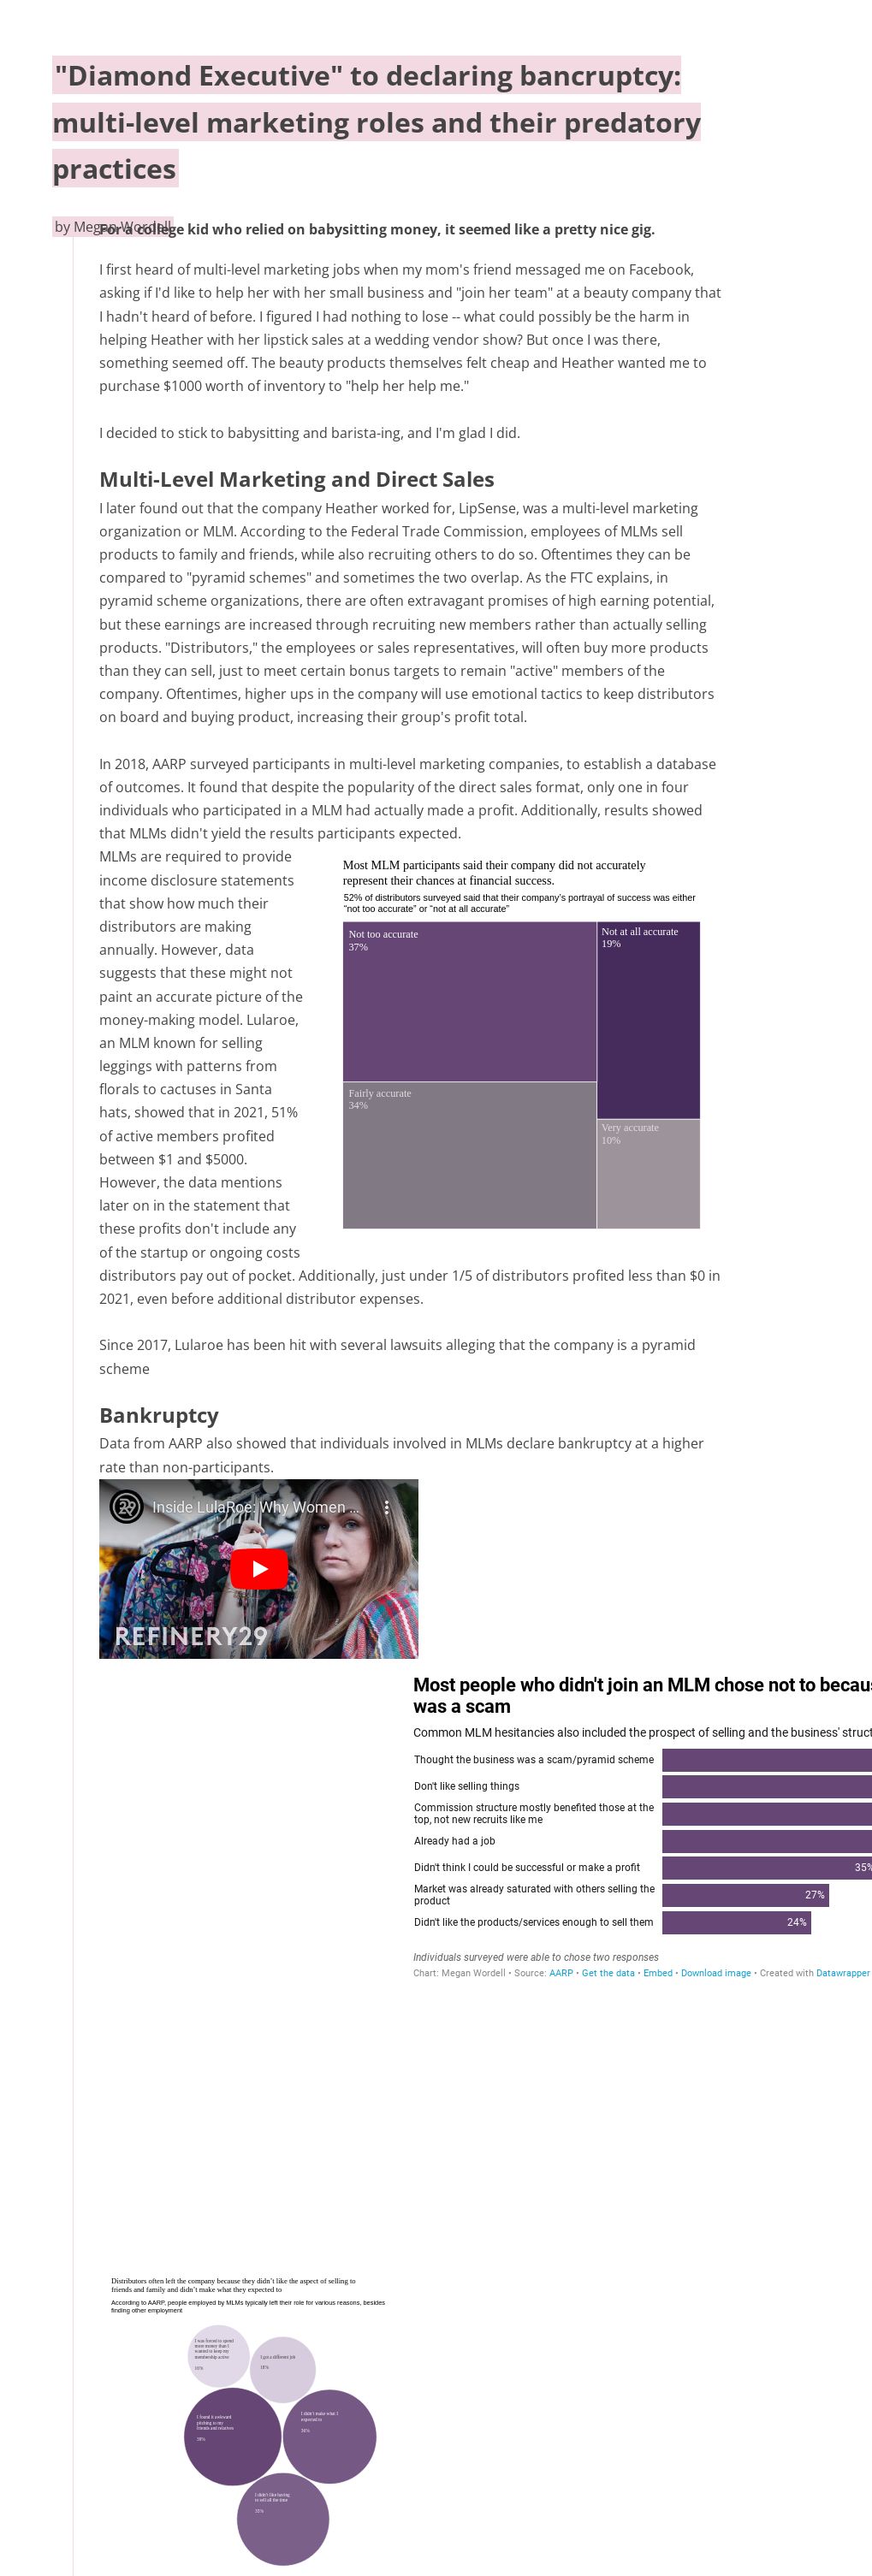 "Diamond Executive" to declaring bancruptcy:
multi-level marketing roles and their predatory
practices
by Megan Wordell
For a college kid who relied on babysitting money, it seemed like a pretty nice gig.
I first heard of multi-level marketing jobs when my mom's friend messaged me on Facebook,
asking if I'd like to help her with her small business and "join her team" at a beauty company that
I hadn't heard of before. I figured I had nothing to lose -- what could possibly be the harm in
helping Heather with her lipstick sales at a wedding vendor show? But once I was there,
something seemed off. The beauty products themselves felt cheap and Heather wanted me to
purchase $1000 worth of inventory to "help her help me."
I decided to stick to babysitting and barista-ing, and I'm glad I did.
Multi-Level Marketing and Direct Sales
I later found out that the company Heather worked for, LipSense, was a multi-level marketing
organization or MLM. According to the Federal Trade Commission, employees of MLMs sell
products to family and friends, while also recruiting others to do so. Oftentimes they can be
compared to "pyramid schemes" and sometimes the two overlap. As the FTC explains, in
pyramid scheme organizations, there are often extravagant promises of high earning potential,
but these earnings are increased through recruiting new members rather than actually selling
products. "Distributors," the employees or sales representatives, will often buy more products
than they can sell, just to meet certain bonus targets to remain "active" members of the
company. Oftentimes, higher ups in the company will use emotional tactics to keep distributors
on board and buying product, increasing their group's profit total.
In 2018, AARP surveyed participants in multi-level marketing companies, to establish a database
of outcomes. It found that despite the popularity of the direct sales format, only one in four
individuals who participated in a MLM had actually made a profit. Additionally, results showed
that MLMs didn't yield the results participants expected.
MLMs are required to provide
income disclosure statements
that show how much their
distributors are making
annually. However, data
suggests that these might not
paint an accurate picture of the
money-making model. Lularoe,
an MLM known for selling
leggings with patterns from
florals to cactuses in Santa
hats, showed that in 2021, 51%
of active members profited
between $1 and $5000.
However, the data mentions
later on in the statement that
these profits don't include any
of the startup or ongoing costs
distributors pay out of pocket. Additionally, just under 1/5 of distributors profited less than $0 in
2021, even before additional distributor expenses.
Most MLM participants said their company did not accurately
represent their chances at financial success.
52% of distributors surveyed said that their company's portrayal of success was either
“not too accurate” or “not at all accurate”
Not too accurate
37%
Not at all accurate
19%
Fairly accurate
34%
Very accurate
10%
Since 2017, Lularoe has been hit with several lawsuits alleging that the company is a pyramid
scheme
Bankruptcy
Data from AARP also showed that individuals involved in MLMs declare bankruptcy at a higher
rate than non-participants.
29
Inside LulaRoe: Why Women ...
REFINERY29
Most people who didn't join an MLM chose not to becaus
was a scam
Common MLM hesitancies also included the prospect of selling and the business' struct
Thought the business was a scam/pyramid scheme
Don't like selling things
Commission structure mostly benefited those at the
top, not new recruits like me
Already had a job
Didn't think I could be successful or make a profit
35%
Market was already saturated with others selling the
product
27%
Didn't like the products/services enough to sell them
24%
Individuals surveyed were able to chose two responses
Chart: Megan Wordell • Source: AARP • Get the data • Embed • Download image • Created with Datawrapper
Distributors often left the company because they didn’t like the aspect of selling to
friends and family and didn’t make what they expected to
According to AARP, people employed by MLMs typically left their role for various reasons, besides
finding other employment
I was forced to spend
more money than I
wanted to keep my
membership active
I got a different job
18%
I found it awkward
pitching to my
friends and relatives
I didn't make what I
expected to
I didn't like having
to sell all the time